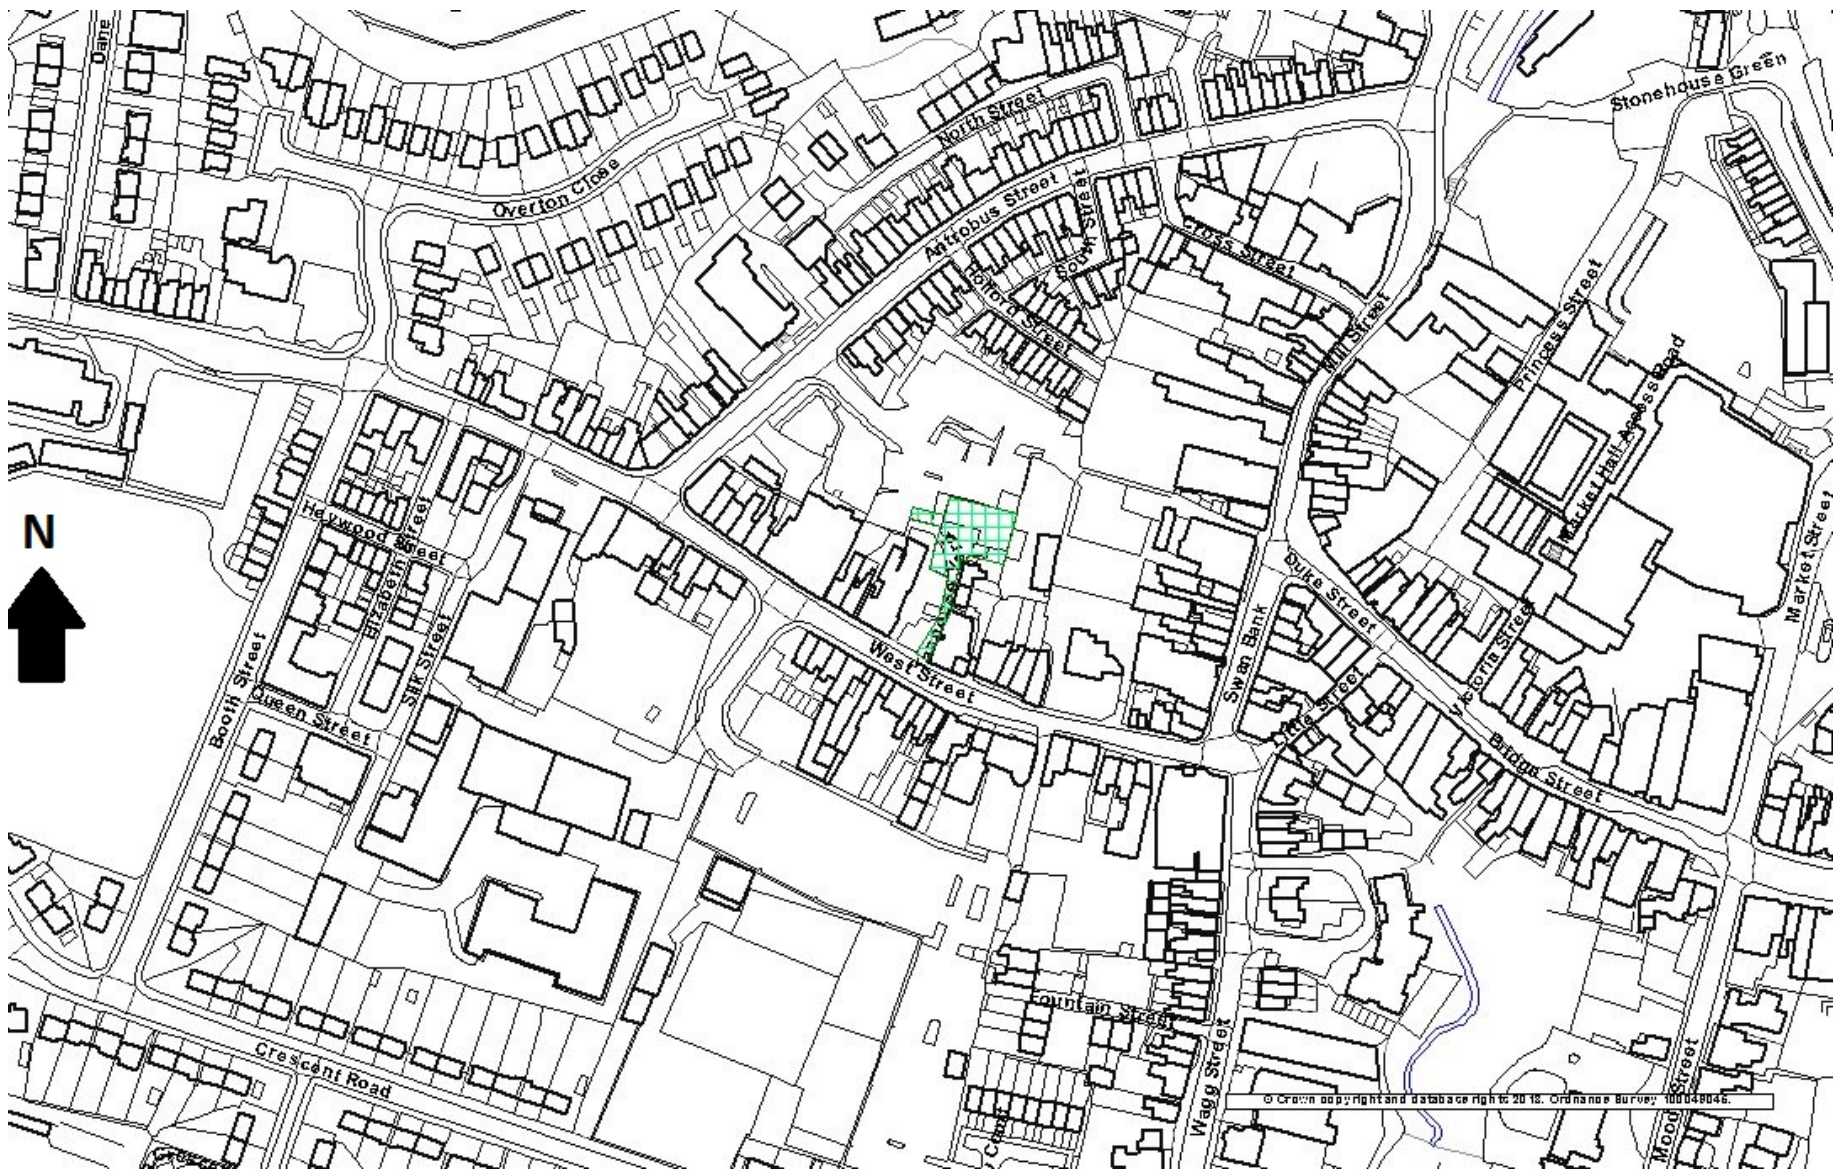 Dane
Stonehouse Green
North Street
Overton Close
Antrobus Street
South Street
Cross Street
Holford Street
Mill Street
Princess Street
Market Hall Access Road
Market Street
N
Heywood Street
Elizabeth Street
Silk Street
Booth Street
Queen Street
West Street
Swan Bank
Duke Street
Victoria Street
Little Street
Bridge Street
Fountain Street
Wagg Street
Moody Street
Crescent Road
Court
© Crown copyright and database rights 2018. Ordnance Survey 100049046.